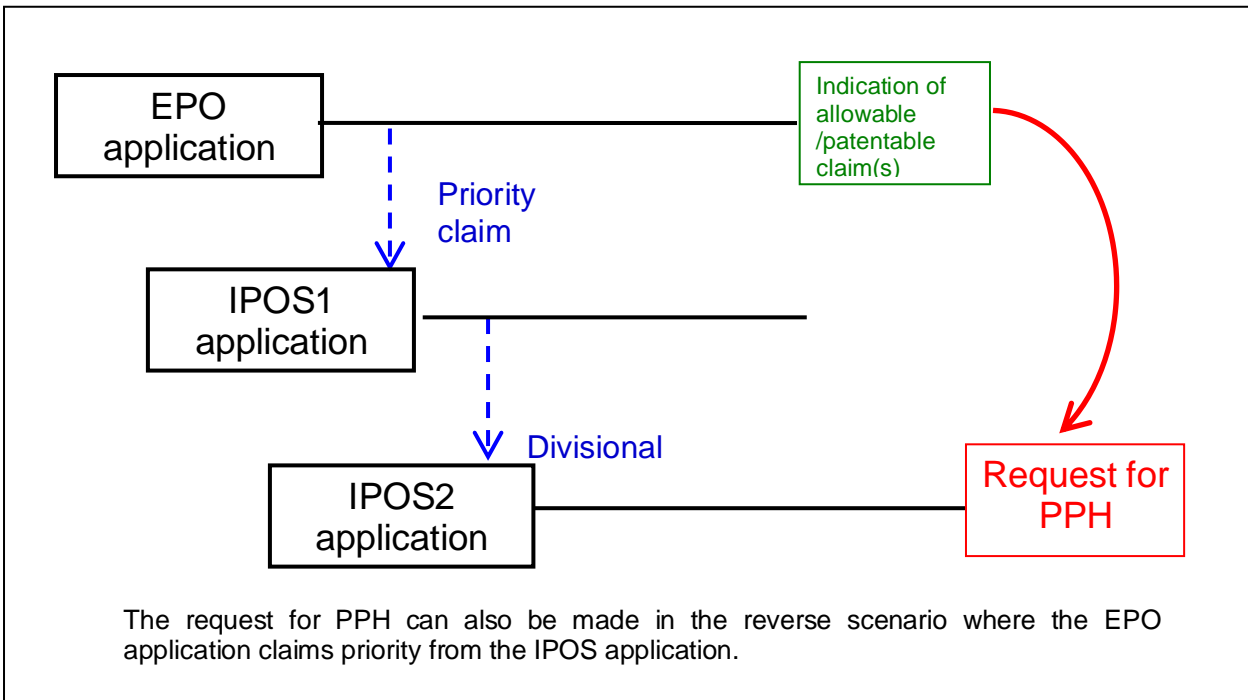 EPO
application
Indication of
allowable
/patentable
claim(s)
Priority
claim
IPOS1
application
Divisional
IPOS2
application
Request for
PPH
The request for PPH can also be made in the reverse scenario where the EPO
application claims priority from the IPOS application.